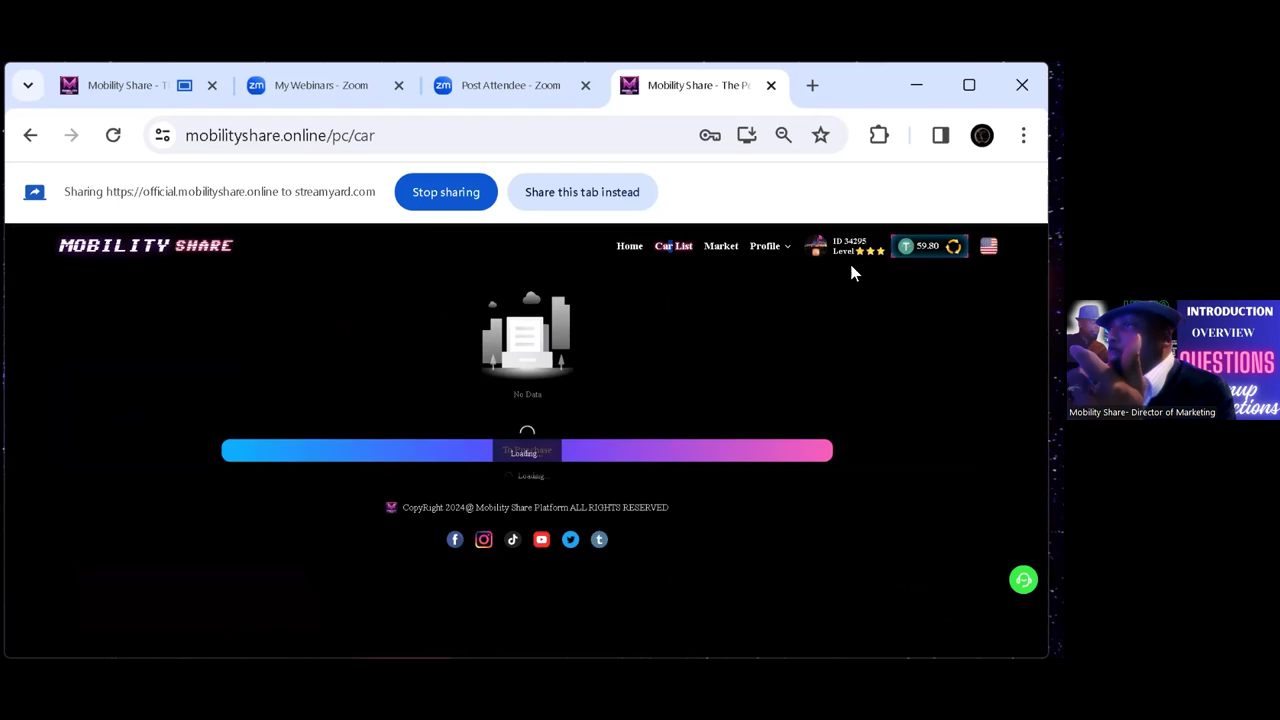 Mobility Share - T
My Webinars - Zoom
Post Attendee - Zoom
Mobility Share - The Po
mobilityshare.online/pc/car
Sharing https://official.mobilityshare.online to streamyard.com
Stop sharing
Share this tab instead
MOBILITY SHARE
Home
Car List
Market
Profile
ID 34295
Level
59.80
No Data
Loading...
Loading...
CopyRight 2024@ Mobility Share Platform ALL RIGHTS RESERVED
INTRODUCTION
OVERVIEW
QUESTIONS
Mobility Share- Director of Marketing